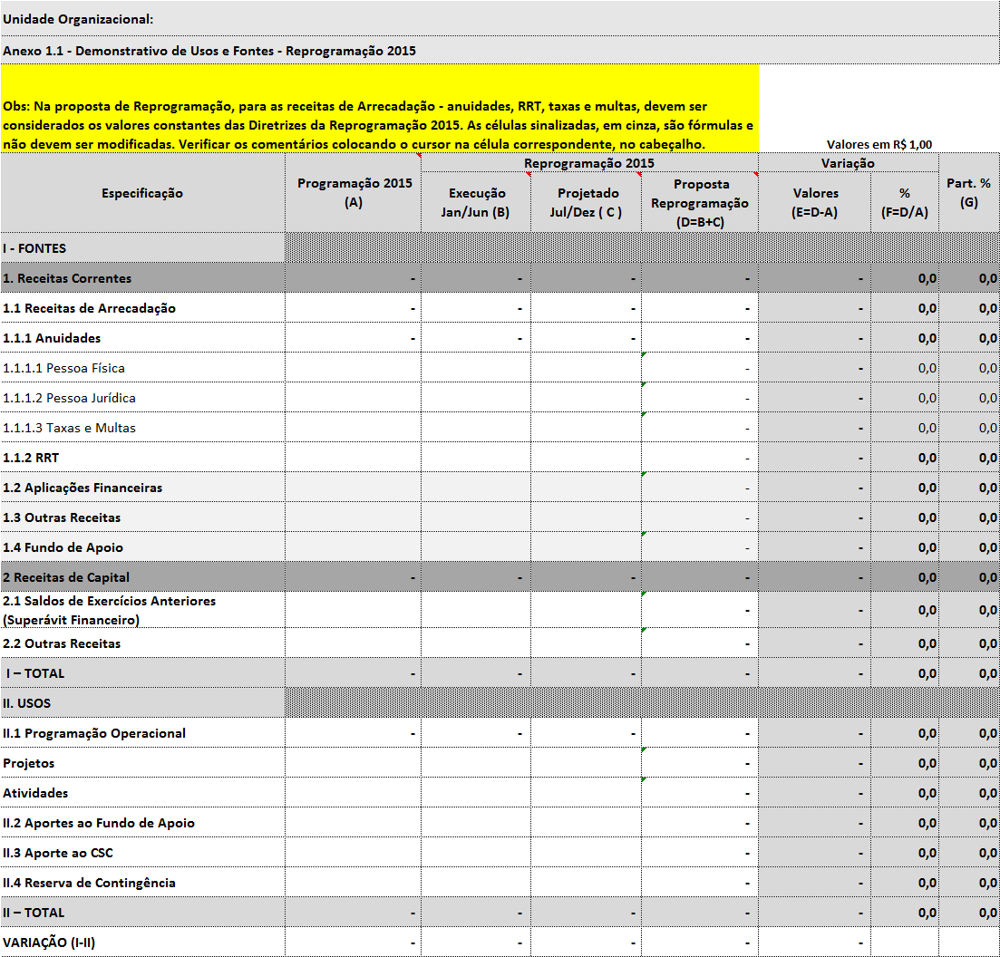 Unidade Organizacional:
Anexo 1.1 - Demonstrativo de Usos e Fontes - Reprogramação 2015
Obs: Na proposta de Reprogramação, para as receitas de Arrecadação - anuidades, RRT, taxas e multas, devem ser
considerados os valores constantes das Diretrizes da Reprogramação 2015. As células sinalizadas, em cinza, são fórmulas e
não devem ser modificadas. Verificar os comentários colocando o cursor na célula correspondente, no cabeçalho.
Valores em R$ 1,00
Especificação
Programação 2015
(A)
Reprogramação 2015
Execução
Jan/Jun (B)
Projetado
Jul/Dez ( C )
Proposta
Reprogramação
(D=B+C)
Variação
Valores
(E=D-A)
%
(F=D/A)
Part. %
(G)
I - FONTES
1. Receitas Correntes - - - - - 0,0 0,0
1.1 Receitas de Arrecadação - - - - - 0,0 0,0
1.1.1 Anuidades - - - - - 0,0 0,0
1.1.1.1 Pessoa Física - - 0,0 0,0
1.1.1.2 Pessoa Jurídica - - 0,0 0,0
1.1.1.3 Taxas e Multas - - 0,0 0,0
1.1.2 RRT - - 0,0 0,0
1.2 Aplicações Financeiras - - 0,0 0,0
1.3 Outras Receitas - - 0,0 0,0
1.4 Fundo de Apoio - - 0,0 0,0
2 Receitas de Capital - - - - - 0,0 0,0
2.1 Saldos de Exercícios Anteriores
(Superávit Financeiro) - - 0,0 0,0
2.2 Outras Receitas - - 0,0 0,0
I – TOTAL - - - - - 0,0 0,0
II. USOS
II.1 Programação Operacional - - - - - 0,0 0,0
Projetos - - 0,0 0,0
Atividades - - 0,0 0,0
II.2 Aportes ao Fundo de Apoio - - 0,0 0,0
II.3 Aporte ao CSC - - 0,0 0,0
II.4 Reserva de Contingência - - 0,0 0,0
II – TOTAL - - - - - 0,0 0,0
VARIAÇÃO (I-II) - - - - -